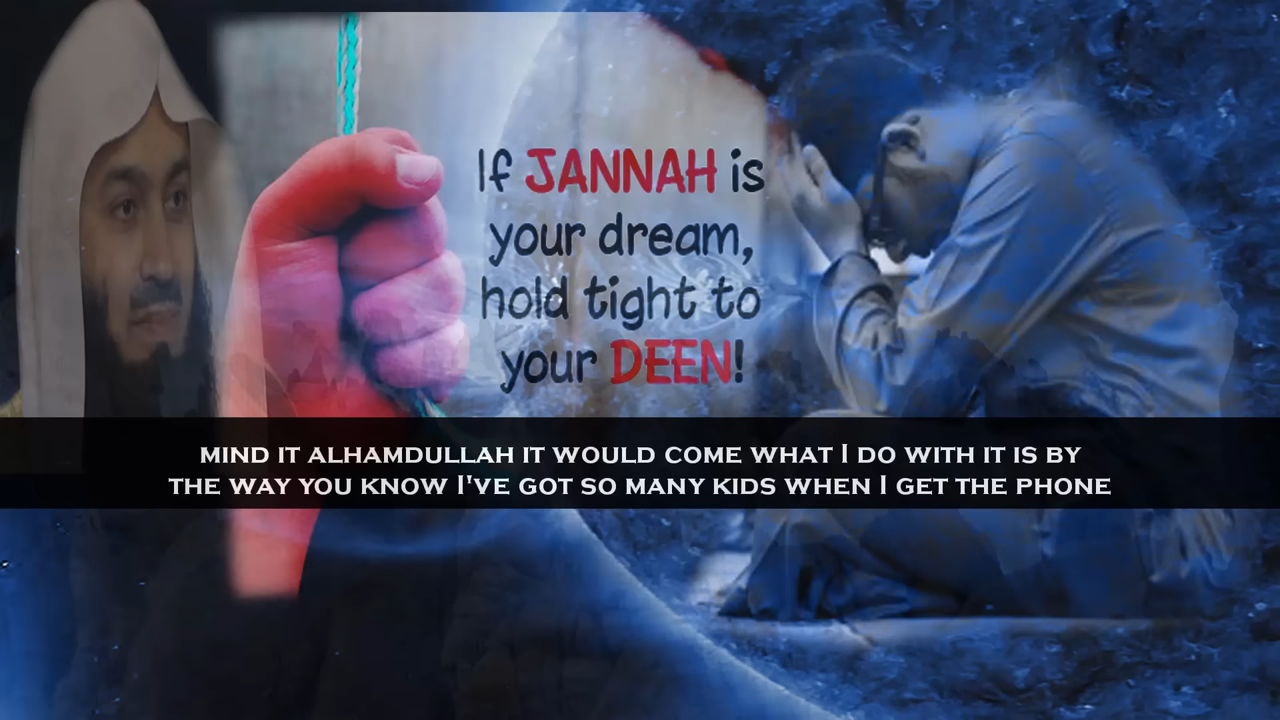 If JANNAH is
your dream,
hold tight to
your DEEN!
MIND IT ALHAMDULLAH IT WOULD COME WHAT I DO WITH IT IS BY
THE WAY YOU KNOW I'VE GOT SO MANY KIDS WHEN I GET THE PHONE